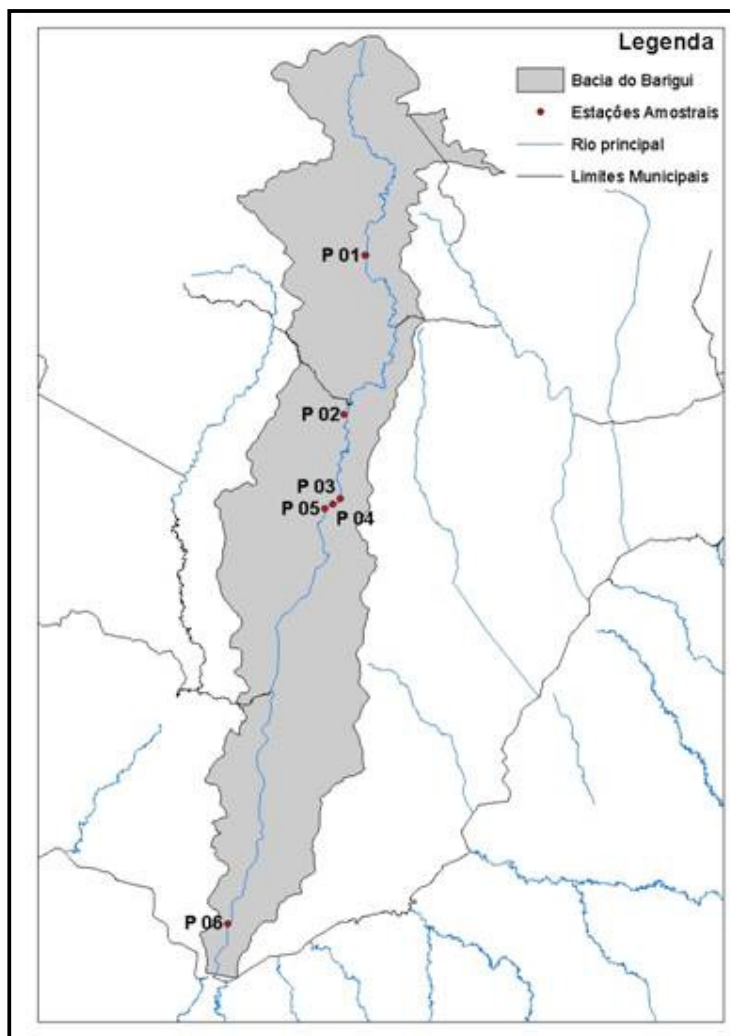 Legenda
Bacia do Barigui
Estações Amostrais
Rio principal
Limites Municipais
P 01
P 02
P 03
P 05
P 04
P 06